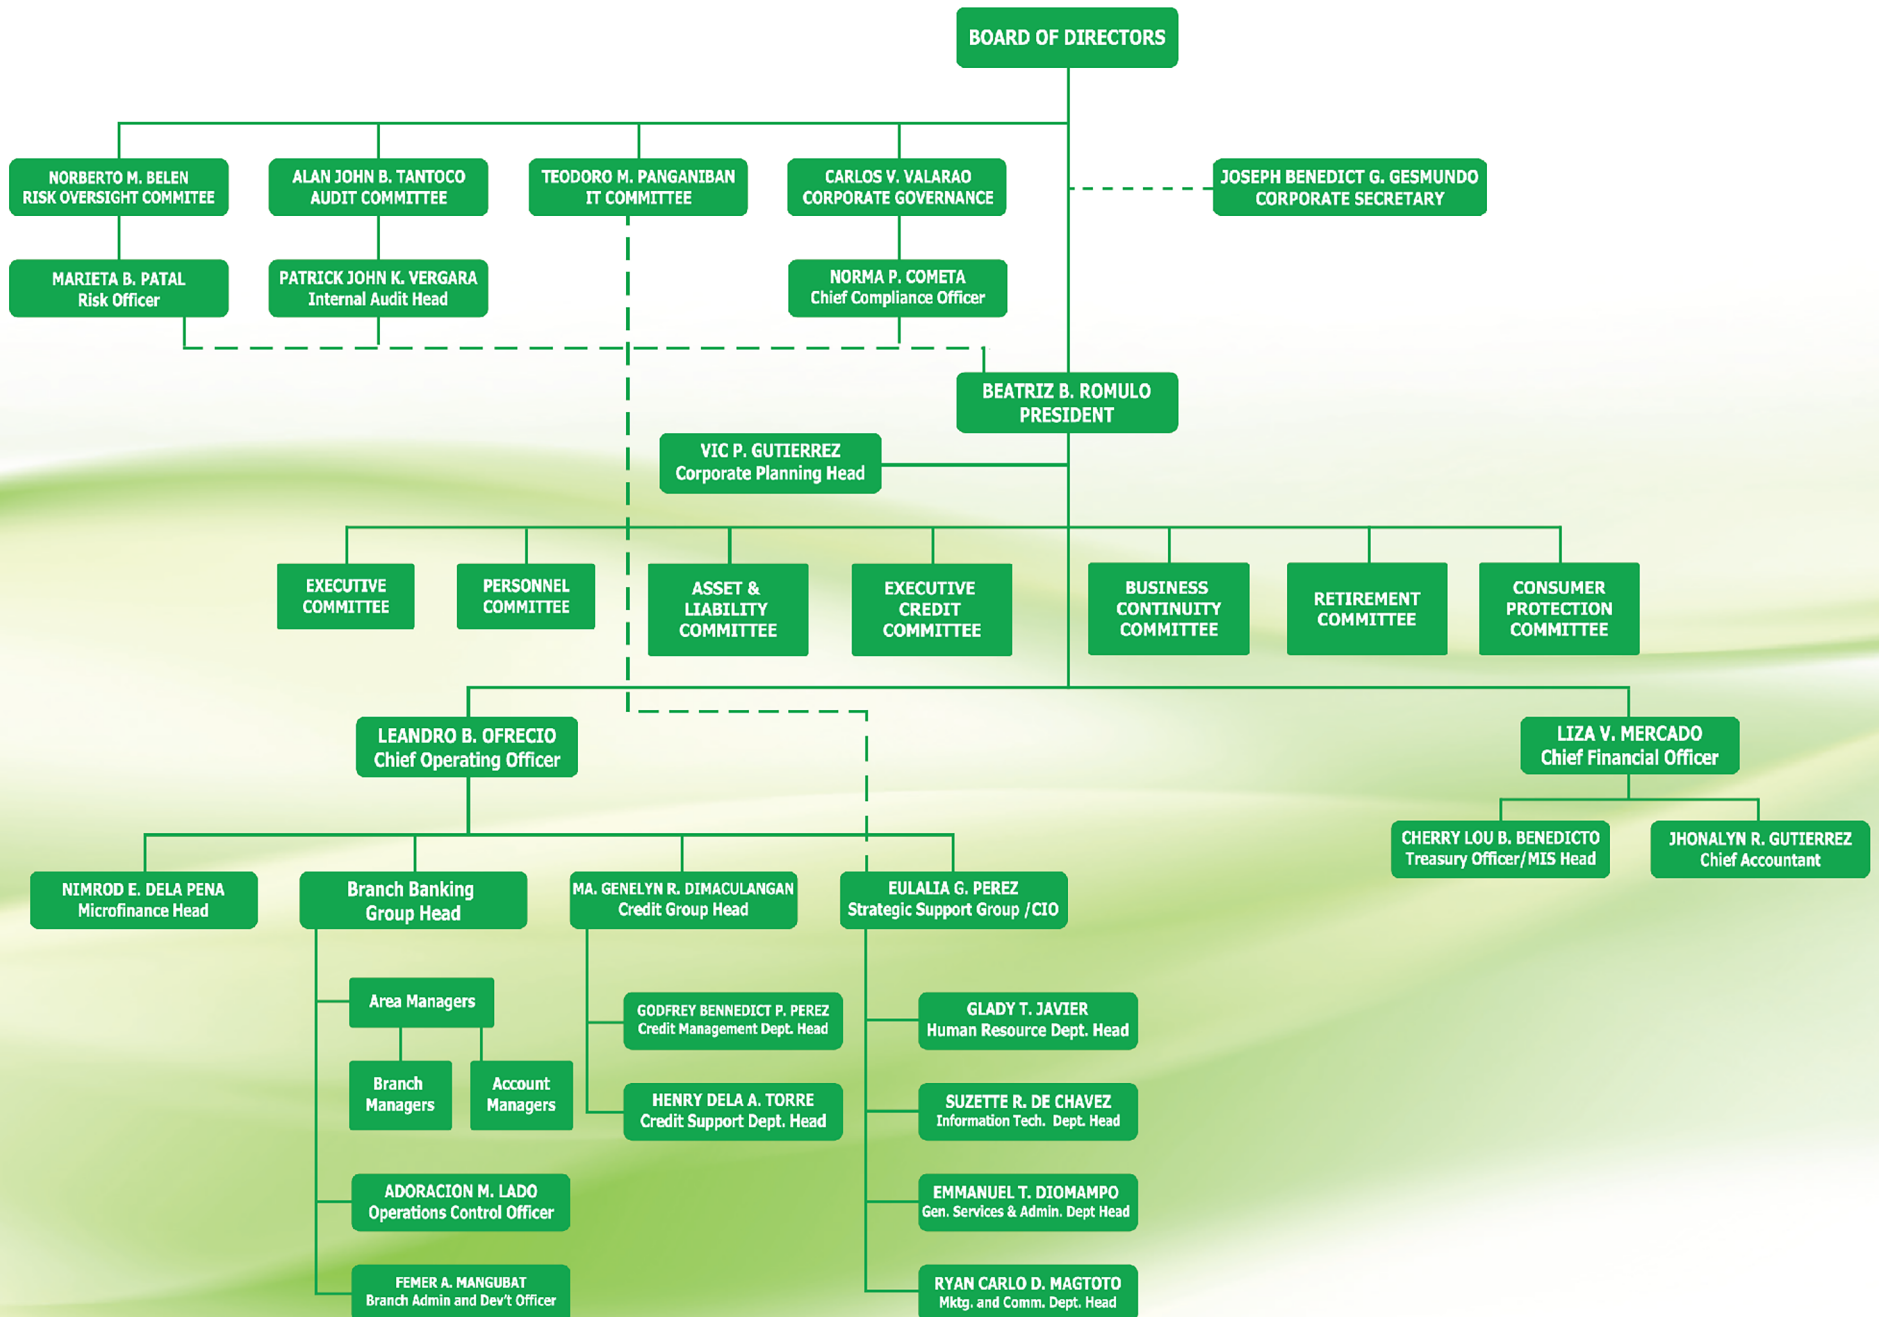 BOARD OF DIRECTORS
NORBERTO M. BELEN
RISK OVERSIGHT COMMITEE
ALAN JOHN B. TANTOCO
AUDIT COMMITTEE
TEODORO M. PANGANIBAN
IT COMMITTEE
CARLOS V. VALARAO
CORPORATE GOVERNANCE
JOSEPH BENEDICT G. GESMUNDO
CORPORATE SECRETARY
MARIETA B. PATAL
Risk Officer
PATRICK JOHN K. VERGARA
Internal Audit Head
NORMA P. COMETA
Chief Compliance Officer
BEATRIZ B. ROMULO
PRESIDENT
VIC P. GUTIERREZ
Corporate Planning Head
EXECUTIVE
COMMITTEE
PERSONNEL
COMMITTEE
ASSET &
LIABILITY
COMMITTEE
EXECUTIVE
CREDIT
COMMITTEE
BUSINESS
CONTINUITY
COMMITTEE
RETIREMENT
COMMITTEE
CONSUMER
PROTECTION
COMMITTEE
LEANDRO B. OFRECIO
Chief Operating Officer
LIZA V. MERCADO
Chief Financial Officer
CHERRY LOU B. BENEDICTO
Treasury Officer/MIS Head
JHONALYN R. GUTIERREZ
Chief Accountant
NIMROD E. DELA PENA
Microfinance Head
Branch Banking
Group Head
MA. GENELYN R. DIMACULANGAN
Credit Group Head
EULALIA G. PEREZ
Strategic Support Group /CIO
Area Managers
Branch
Managers
Account
Managers
ADORACION M. LADO
Operations Control Officer
FEMER A. MANGUBAT
Branch Admin and Dev't Officer
GODFREY BENNEDICT P. PEREZ
Credit Management Dept. Head
HENRY DELA A. TORRE
Credit Support Dept. Head
GLADY T. JAVIER
Human Resource Dept. Head
SUZETTE R. DE CHAVEZ
Information Tech. Dept. Head
EMMANUEL T. DIOMAMPO
Gen. Services & Admin. Dept Head
RYAN CARLO D. MAGTOTO
Mktg. and Comm. Dept. Head